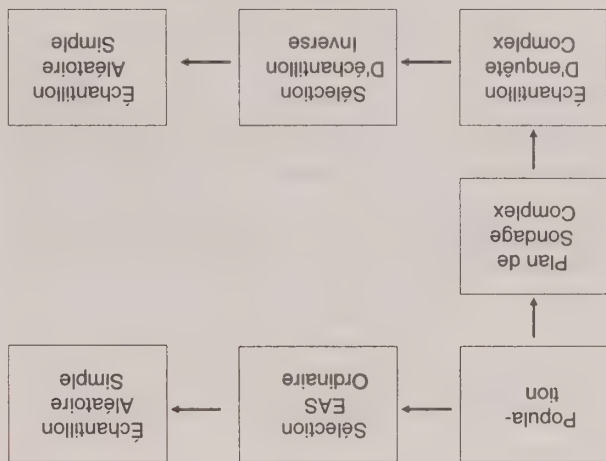 Popula-
tion
Sélection
EAS
Ordinaire
Échantillon
Aléatoire
Simple
Plan de
Sondage
Complex
Échantillon
D'enquête
Complex
Sélection
D'échantillon
Inverse
Échantillon
Aléatoire
Simple